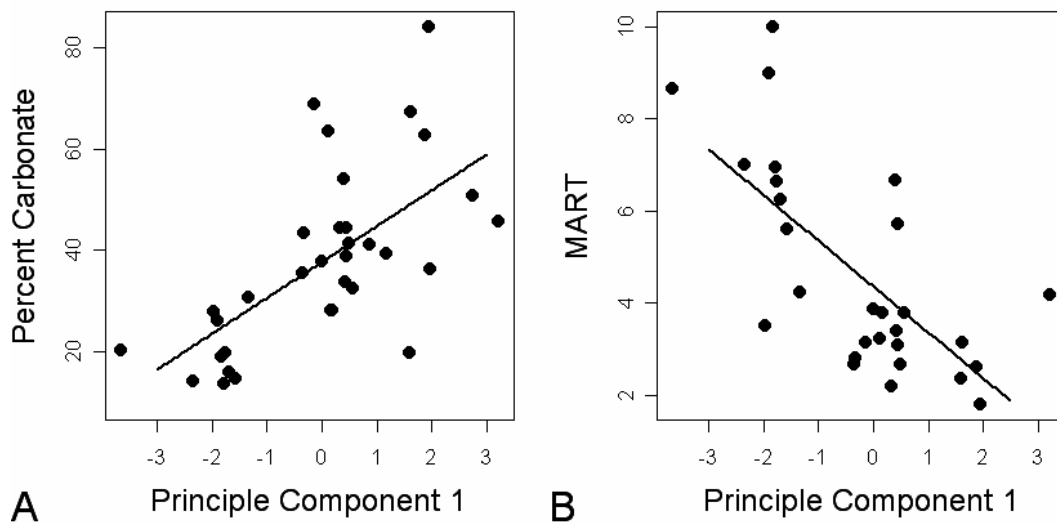 Percent Carbonate
80
60
40
20
-3 -2 -1 0 1 2 3
Principle Component 1
A
MART
10
8
6
4
2
-3 -2 -1 0 1 2 3
Principle Component 1
B